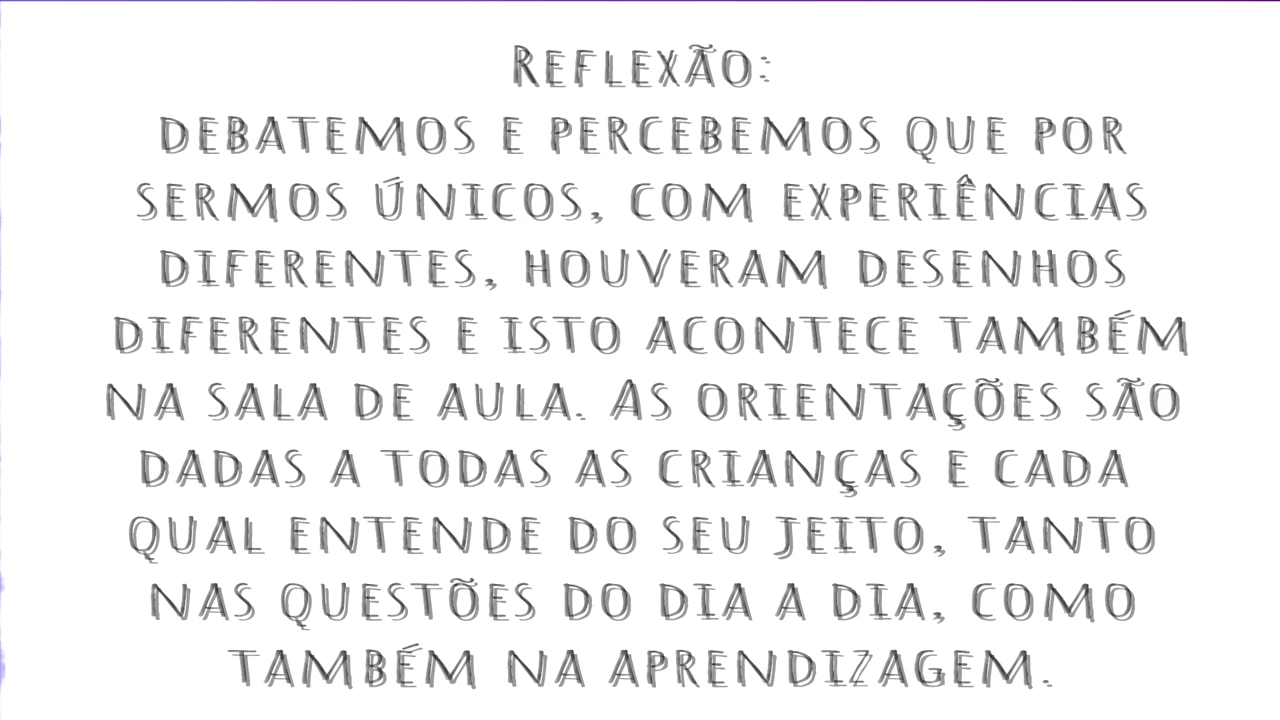 Reflexão:
debatemos e percebemos que por
sermos únicos, com experiências
diferentes, houveram desenhos
diferentes e isto acontece também
na sala de aula. As orientações são
dadas a todas as crianças e cada
qual entende do seu jeito, tanto
nas questões do dia a dia, como
também na aprendizagem.